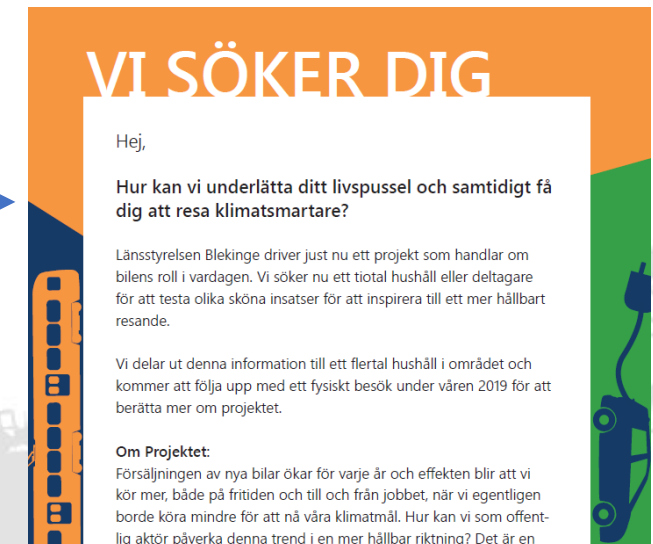 VI SÖKER DIG
Hej,
Hur kan vi underlätta ditt livspussel och samtidigt få
dig att resa klimatsmartare?
Länsstyrelsen Blekinge driver just nu ett projekt som handlar om
bilens roll i vardagen. Vi söker nu ett tiotal hushåll eller deltagare
för att testa olika sköna insatser för att inspirera till ett mer hållbart
resande.
Vi delar ut denna information till ett flertal hushåll i området och
kommer att följa upp med ett fysiskt besök under våren 2019 för att
berätta mer om projektet.
Om Projektet:
Försäljningen av nya bilar ökar för varje år och effekten blir att vi
kör mer, både på fritiden och till och från jobbet, när vi egentligen
borde köra mindre för att nå våra klimatmål. Hur kan vi som offent-
lig aktör påverka denna trend i en mer hållbar riktning? Det är en